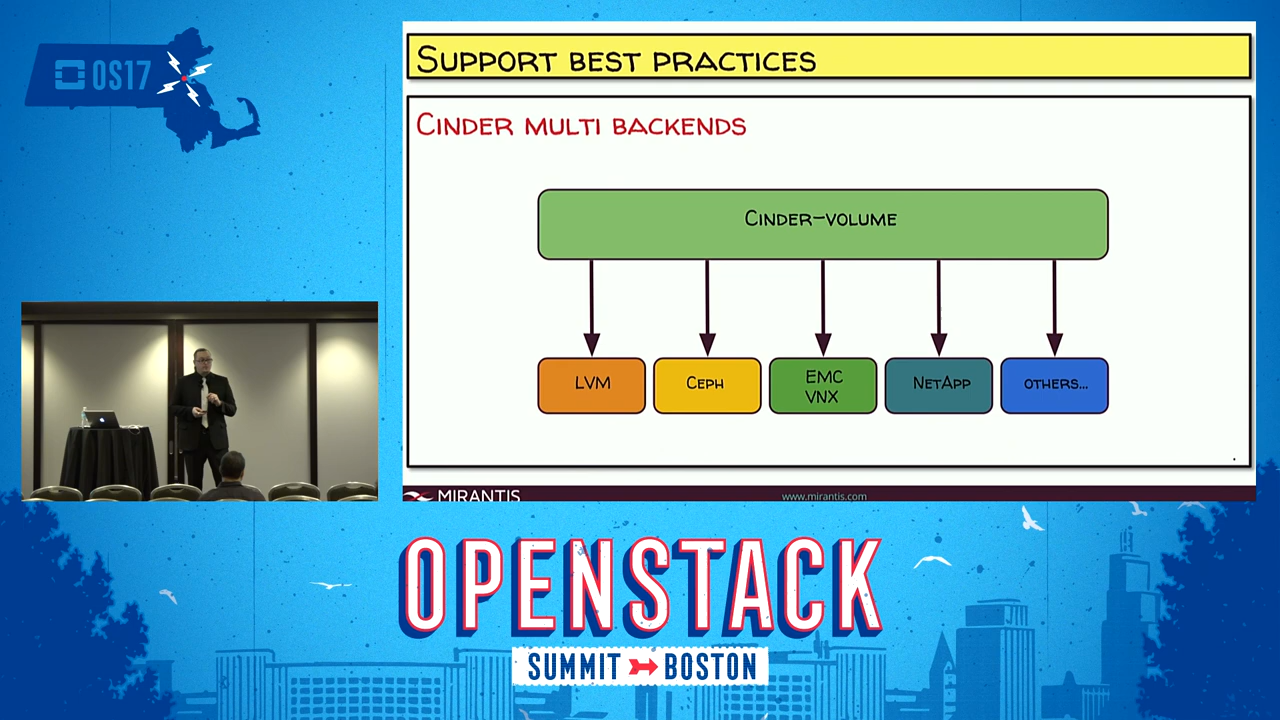 OS17
SUPPORT BEST PRACTICES
CINDER MULTI BACKENDS
CINDER-VOLUME
LVM
CEPH
EMC
VNX
NETAPP
OTHERS...
MIRANTIS
www.mirantis.com
OPENSTACK
SUMMIT BOSTON